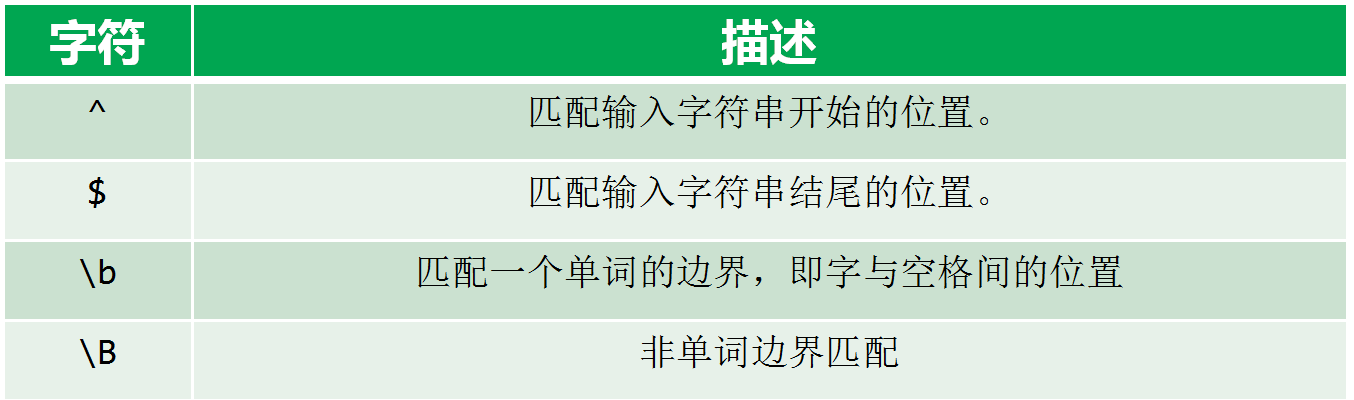 字符 描述
^ 匹配输入字符串开始的位置。
$ 匹配输入字符串结尾的位置。
\b 匹配一个单词的边界，即字与空格间的位置
\B 非单词边界匹配